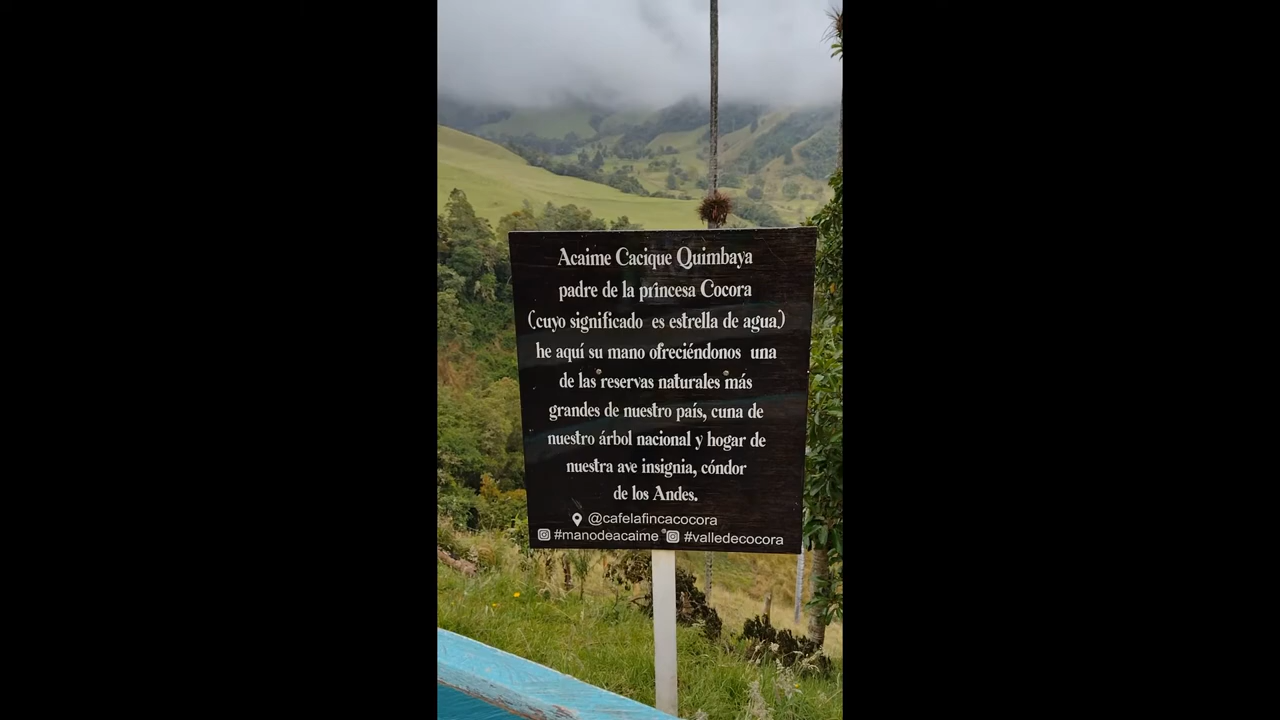 Acaime Cacique Quimbaya
padre de la princesa Cocora
(cuyo significado es estrella de agua)
he aquí su mano ofreciéndonos una
de las reservas naturales más
grandes de nuestro país, cuna de
nuestro árbol nacional y hogar de
nuestra ave insignia, cóndor
de los Andes.
@cafelafincacocora
#manodeacaime #valledecocora